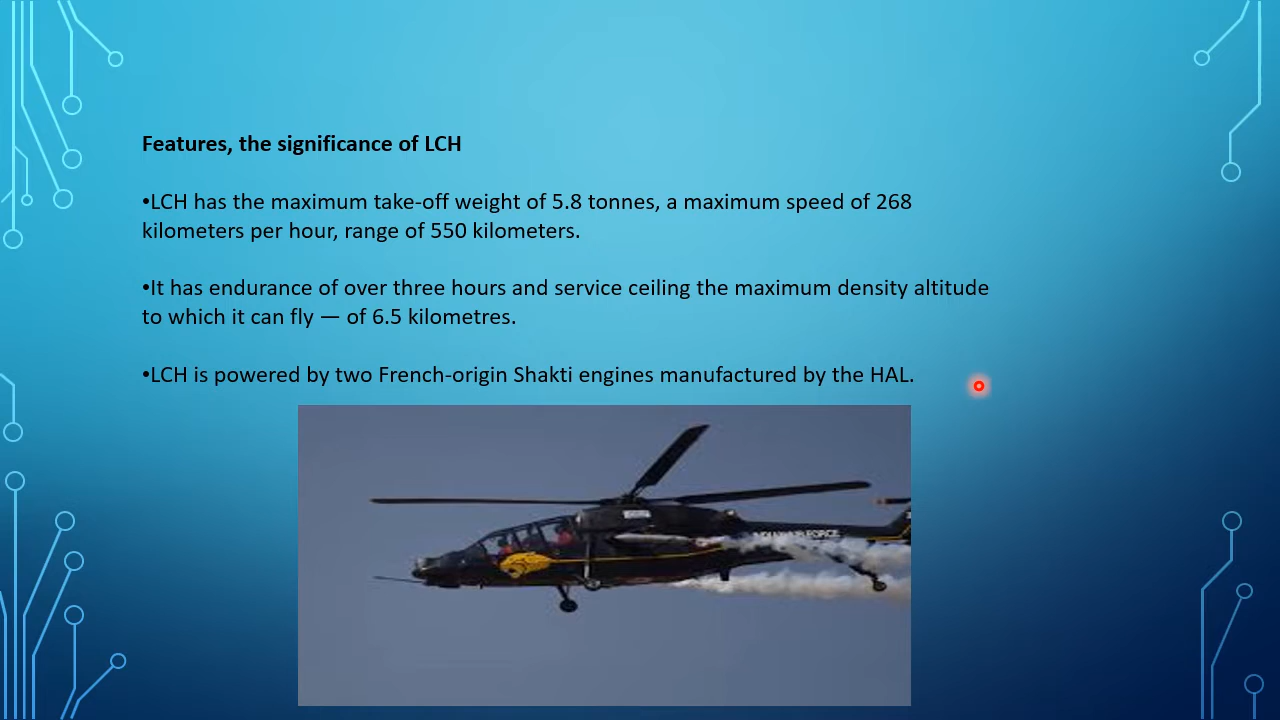 Features, the significance of LCH
•LCH has the maximum take-off weight of 5.8 tonnes, a maximum speed of 268
kilometers per hour, range of 550 kilometers.
•It has endurance of over three hours and service ceiling the maximum density altitude
to which it can fly — of 6.5 kilometres.
•LCH is powered by two French-origin Shakti engines manufactured by the HAL.
INDIAN AIR FORCE